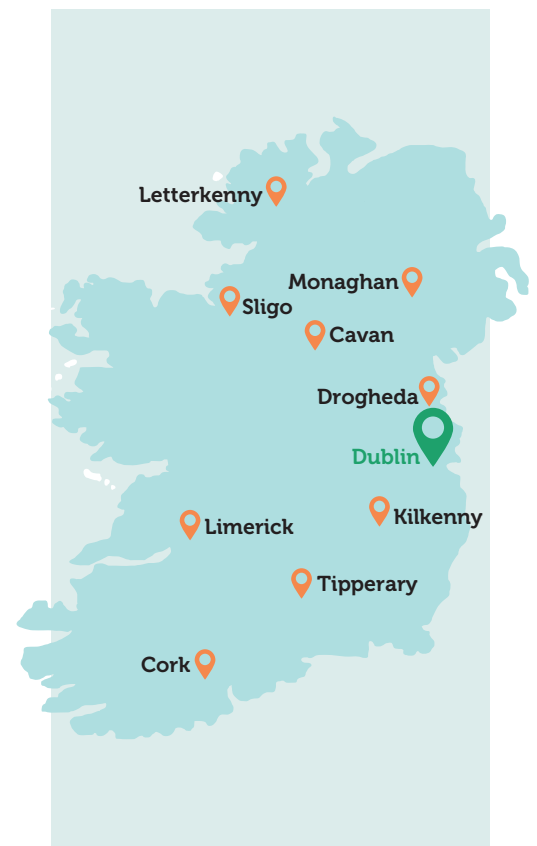 Letterkenny
Monaghan
Sligo
Cavan
Drogheda
Dublin
Kilkenny
Limerick
Tipperary
Cork